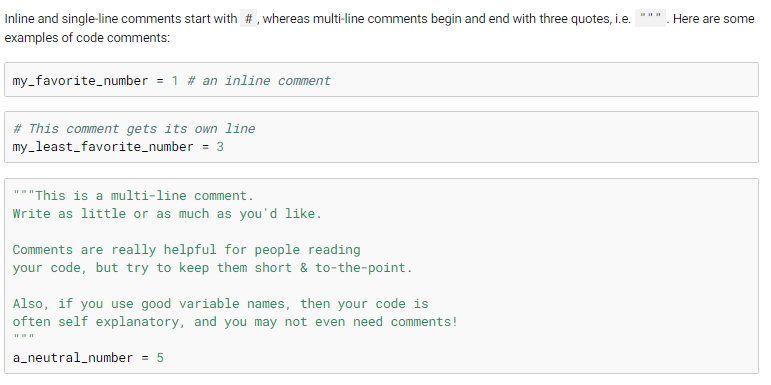 Inline and single-line comments start with #, whereas multi-line comments begin and end with three quotes, i.e. """. Here are some
examples of code comments:
my_favorite_number = 1 # an inline comment
# This comment gets its own line
my_least_favorite_number = 3
"""This is a multi-line comment.
Write as little or as much as you'd like.

Comments are really helpful for people reading
your code, but try to keep them short & to-the-point.

Also, if you use good variable names, then your code is
often self explanatory, and you may not even need comments!
"""
a_neutral_number = 5